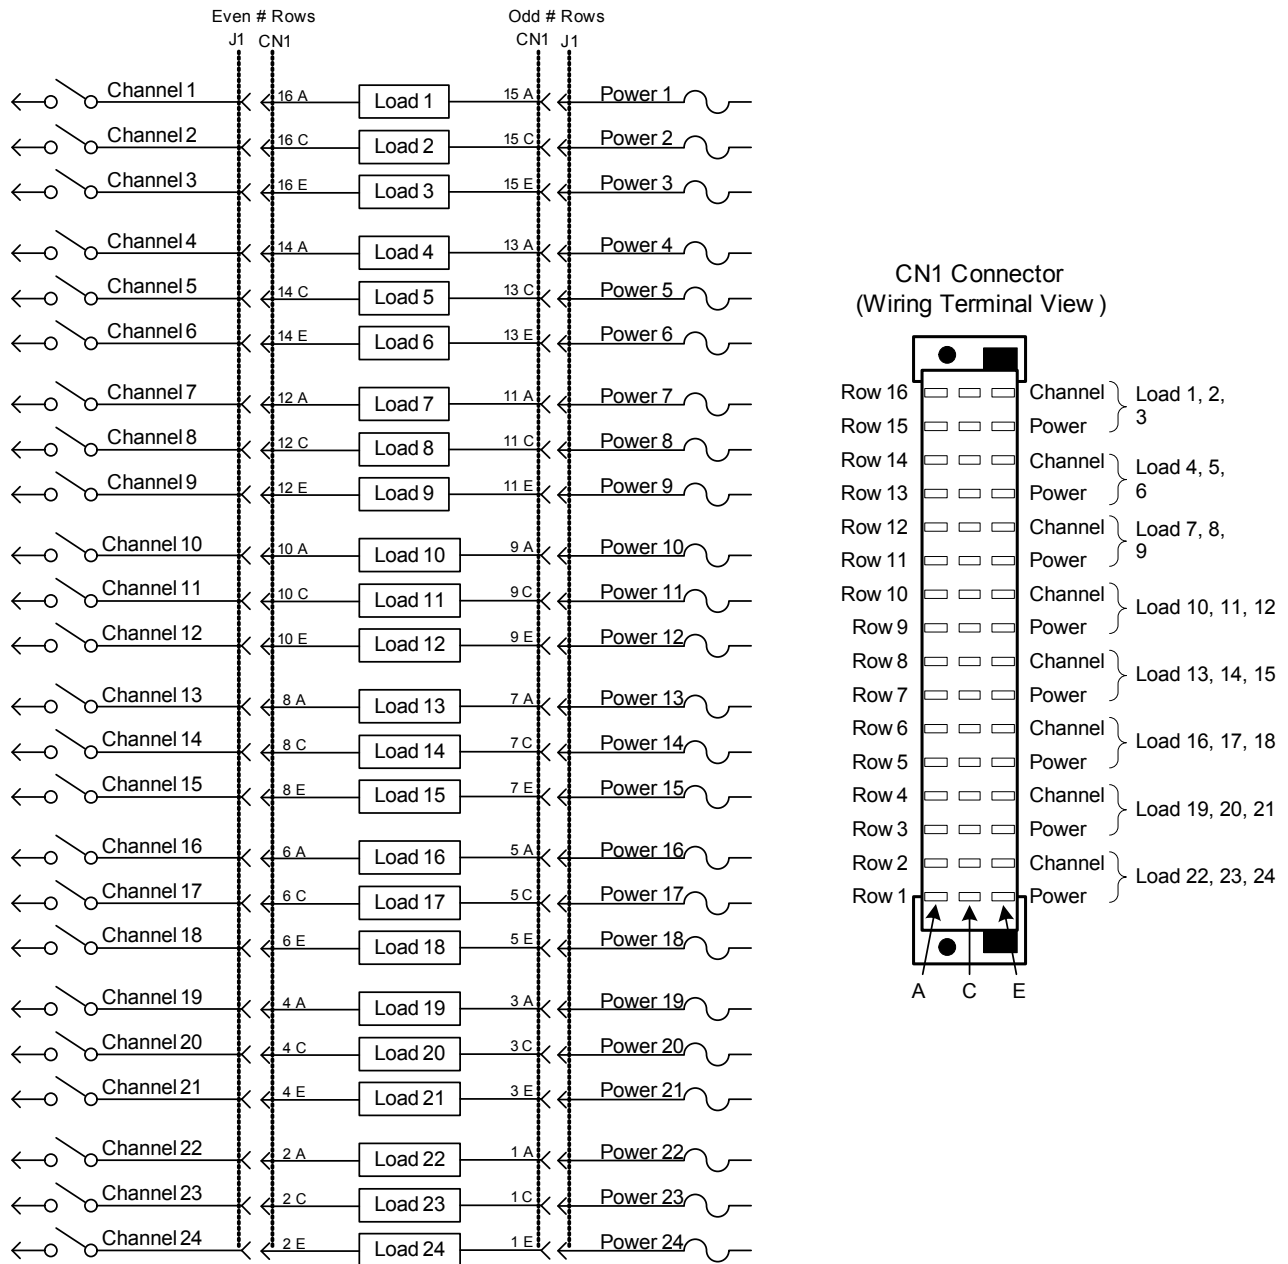 Even # Rows
Odd # Rows
J1 CN1
CN1 J1
Channel 1 16 A Load 1 15 A Power 1
Channel 2 16 C Load 2 15 C Power 2
Channel 3 16 E Load 3 15 E Power 3
Channel 4 14 A Load 4 13 A Power 4
Channel 5 14 C Load 5 13 C Power 5
Channel 6 14 E Load 6 13 E Power 6
Channel 7 12 A Load 7 11 A Power 7
Channel 8 12 C Load 8 11 C Power 8
Channel 9 12 E Load 9 11 E Power 9
Channel 10 10 A Load 10 9 A Power 10
Channel 11 10 C Load 11 9 C Power 11
Channel 12 10 E Load 12 9 E Power 12
Channel 13 8 A Load 13 7 A Power 13
Channel 14 8 C Load 14 7 C Power 14
Channel 15 8 E Load 15 7 E Power 15
Channel 16 6 A Load 16 5 A Power 16
Channel 17 6 C Load 17 5 C Power 17
Channel 18 6 E Load 18 5 E Power 18
Channel 19 4 A Load 19 3 A Power 19
Channel 20 4 C Load 20 3 C Power 20
Channel 21 4 E Load 21 3 E Power 21
Channel 22 2 A Load 22 1 A Power 22
Channel 23 2 C Load 23 1 C Power 23
Channel 24 2 E Load 24 1 E Power 24
CN1 Connector
(Wiring Terminal View )
Row 16 Channel
Row 15 Power
Load 1, 2,
3
Row 14 Channel
Row 13 Power
Load 4, 5,
6
Row 12 Channel
Row 11 Power
Load 7, 8,
9
Row 10 Channel
Row 9 Power
Load 10, 11, 12
Row 8 Channel
Row 7 Power
Load 13, 14, 15
Row 6 Channel
Row 5 Power
Load 16, 17, 18
Row 4 Channel
Row 3 Power
Load 19, 20, 21
Row 2 Channel
Row 1 Power
Load 22, 23, 24
A C E